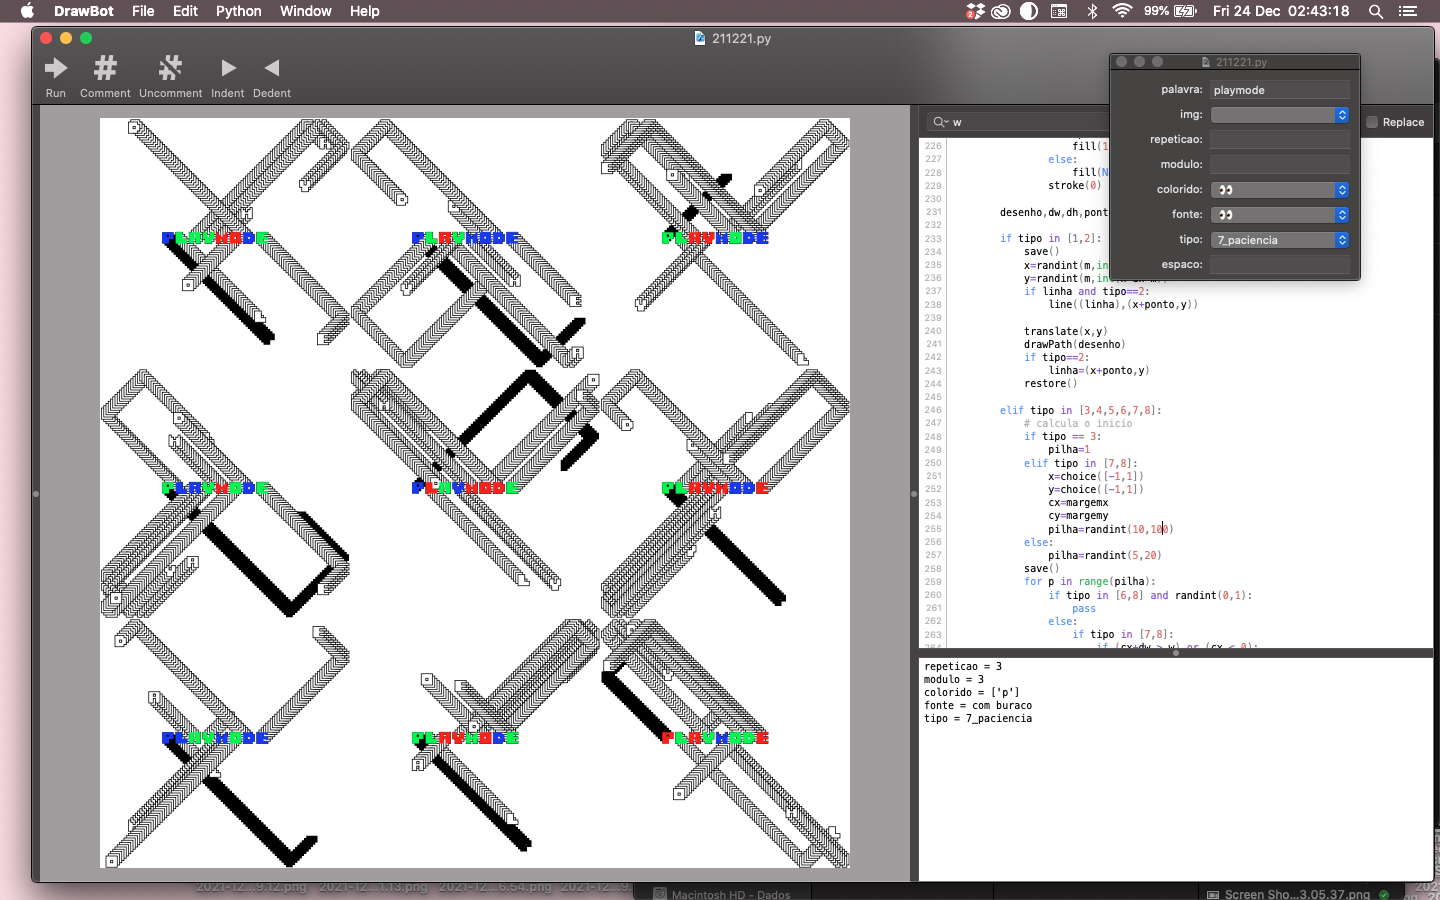 DrawBot File Edit Python Window Help
2
99% Fri 24 Dec 02:43:18
211221.py
Run Comment Uncomment Indent Dedent
211221.py
palavra: playmode
img:
repeticao:
modulo:
colorido: 👀
fonte: 👀
tipo: 7_paciencia
espaco:
w
Replace
PLAYMODE PLAYMODE PLAYMODE
PLAYMODE PLAYMODE PLAYMODE
PLAYMODE PLAYMODE PLAYMODE
226 fill(1
227 else:
228 fill(N
229 stroke(0)
230
231 desenho,dw,dh,pont
232
233 if tipo in [1,2]:
234 save()
235 x=randint(m,in
236 y=randint(m,in
237 if linha and tipo==2:
238 line((linha),(x+ponto,y))
239
240 translate(x,y)
241 drawPath(desenho)
242 if tipo==2:
243 linha=(x+ponto,y)
244 restore()
245
246 elif tipo in [3,4,5,6,7,8]:
247 # calcula o inicio
248 if tipo == 3:
249 pilha=1
250 elif tipo in [7,8]:
251 x=choice([-1,1])
252 y=choice([-1,1])
253 cx=margemx
254 cy=margemy
255 pilha=randint(10,100)
256 else:
257 pilha=randint(5,20)
258 save()
259 for p in range(pilha):
260 if tipo in [6,8] and randint(0,1):
261 pass
262 else:
263 if tipo in [7,8]:
264 if (cx+dw > w) or (cx < 0):
repeticao = 3
modulo = 3
colorido = ['p']
fonte = com buraco
tipo = 7_paciencia
2021-12...9.12.png 2021-12...1.13.png 2021-12...6.54.png 2021-12...9.
Macintosh HD - Dados
Screen Sho...3.05.37.png